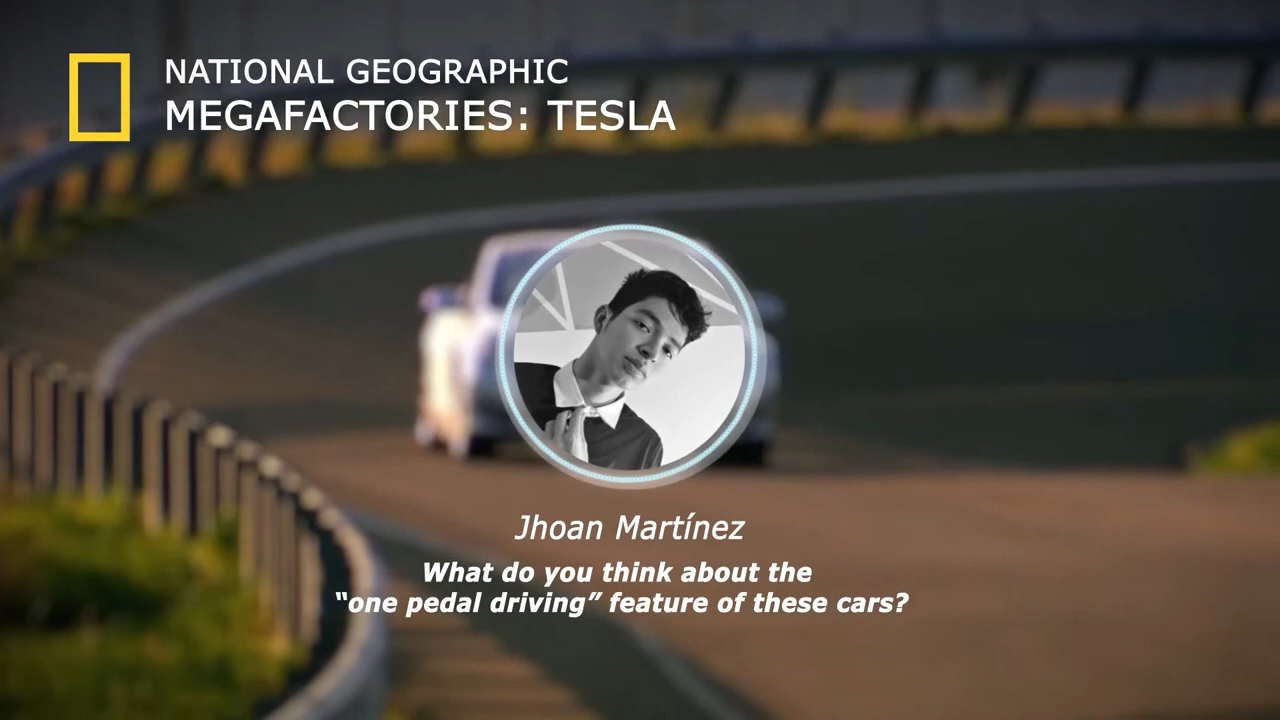 NATIONAL GEOGRAPHIC
MEGAFACTORIES: TESLA
Jhoan Martínez
What do you think about the
“one pedal driving” feature of these cars?